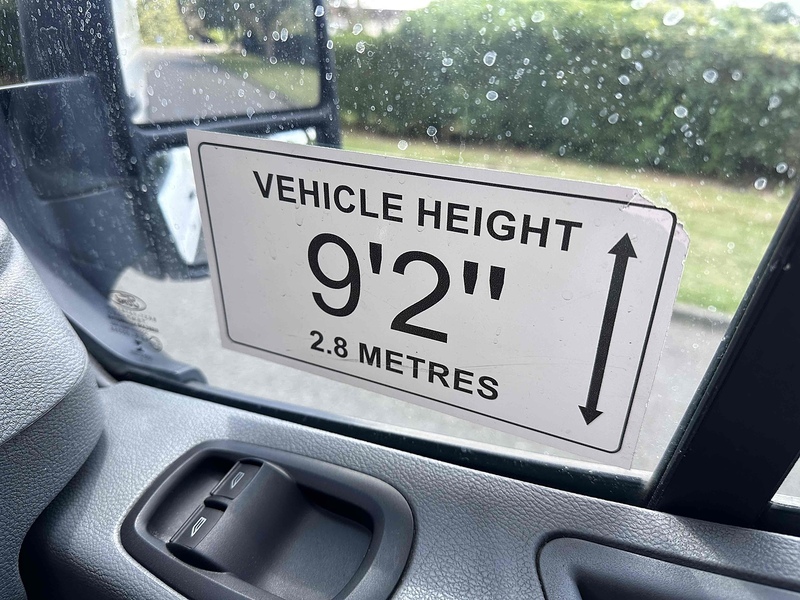 VEHICLE HEIGHT
9'2"
2.8 METRES